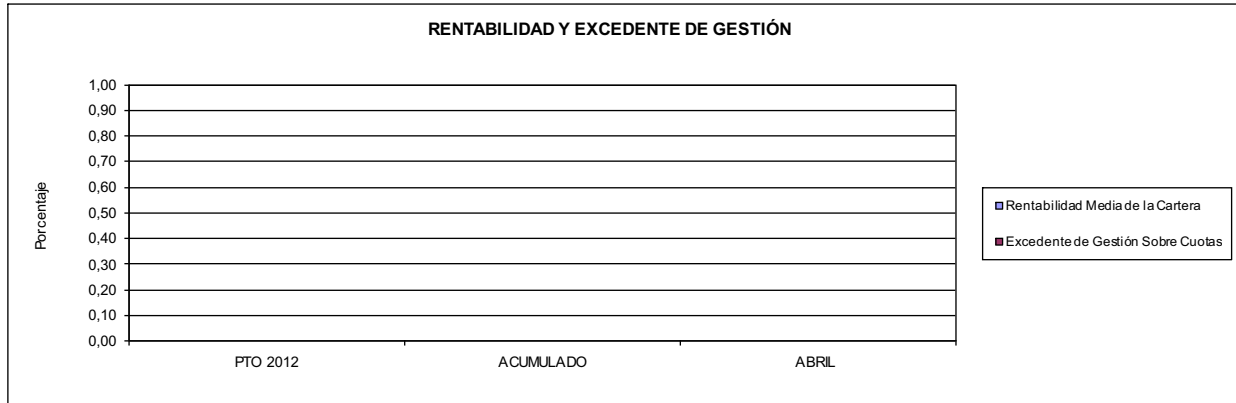 RENTABILIDAD Y EXCEDENTE DE GESTIÓN
Porcentaje
1,00
0,90
0,80
0,70
0,60
0,50
0,40
0,30
0,20
0,10
0,00
PTO 2012
ACUMULADO
ABRIL
Rentabilidad Media de la Cartera
Excedente de Gestión Sobre Cuotas